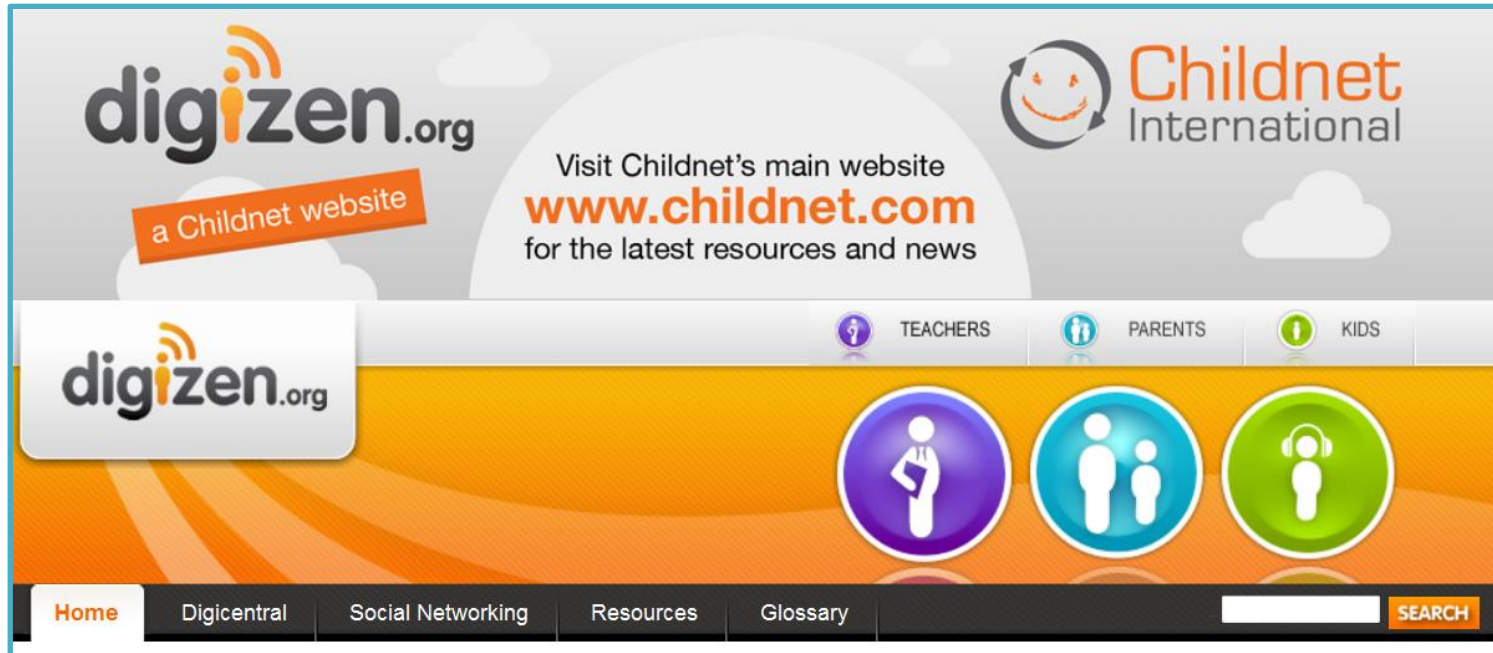 digizen.org
a Childnet website
Visit Childnet's main website
www.childnet.com
for the latest resources and news
Childnet
International
digizen.org
TEACHERS
PARENTS
KIDS
Home
Digicentral
Social Networking
Resources
Glossary
SEARCH